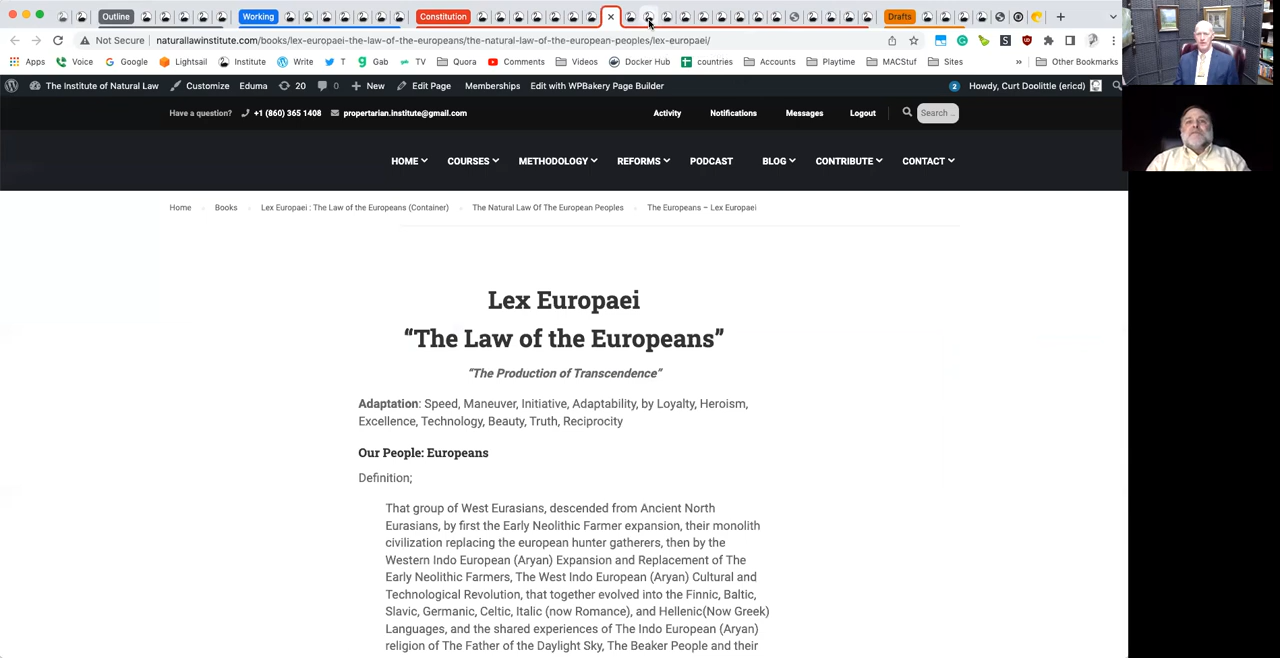 Outline
Working
Constitution
Drafts
Not Secure
naturallawinstitute.com/books/lex-europaei-the-law-of-the-europeans/the-natural-law-of-the-european-peoples/lex-europaei/
Apps Voice Google Lightsail Institute Write T Gab TV Quora Comments Videos Docker Hub countries Accounts Playtime MACStuf Sites » Other Bookmarks
The Institute of Natural Law Customize Eduma 20 0 New Edit Page Memberships Edit with WPBakery Page Builder 2 Howdy, Curt Doolittle (ericd)
Have a question? +1 (860) 365 1408 propertarian.institute@gmail.com Activity Notifications Messages Logout Search ...
HOME COURSES METHODOLOGY REFORMS PODCAST BLOG CONTRIBUTE CONTACT
Home Books Lex Europaei : The Law of the Europeans (Container) The Natural Law Of The European Peoples The Europeans – Lex Europaei
Lex Europaei
“The Law of the Europeans”
“The Production of Transcendence”
Adaptation: Speed, Maneuver, Initiative, Adaptability, by Loyalty, Heroism,
Excellence, Technology, Beauty, Truth, Reciprocity
Our People: Europeans
Definition;
That group of West Eurasians, descended from Ancient North
Eurasians, by first the Early Neolithic Farmer expansion, their monolith
civilization replacing the european hunter gatherers, then by the
Western Indo European (Aryan) Expansion and Replacement of The
Early Neolithic Farmers, The West Indo European (Aryan) Cultural and
Technological Revolution, that together evolved into the Finnic, Baltic,
Slavic, Germanic, Celtic, Italic (now Romance), and Hellenic(Now Greek)
Languages, and the shared experiences of The Indo European (Aryan)
religion of The Father of the Daylight Sky, The Beaker People and their